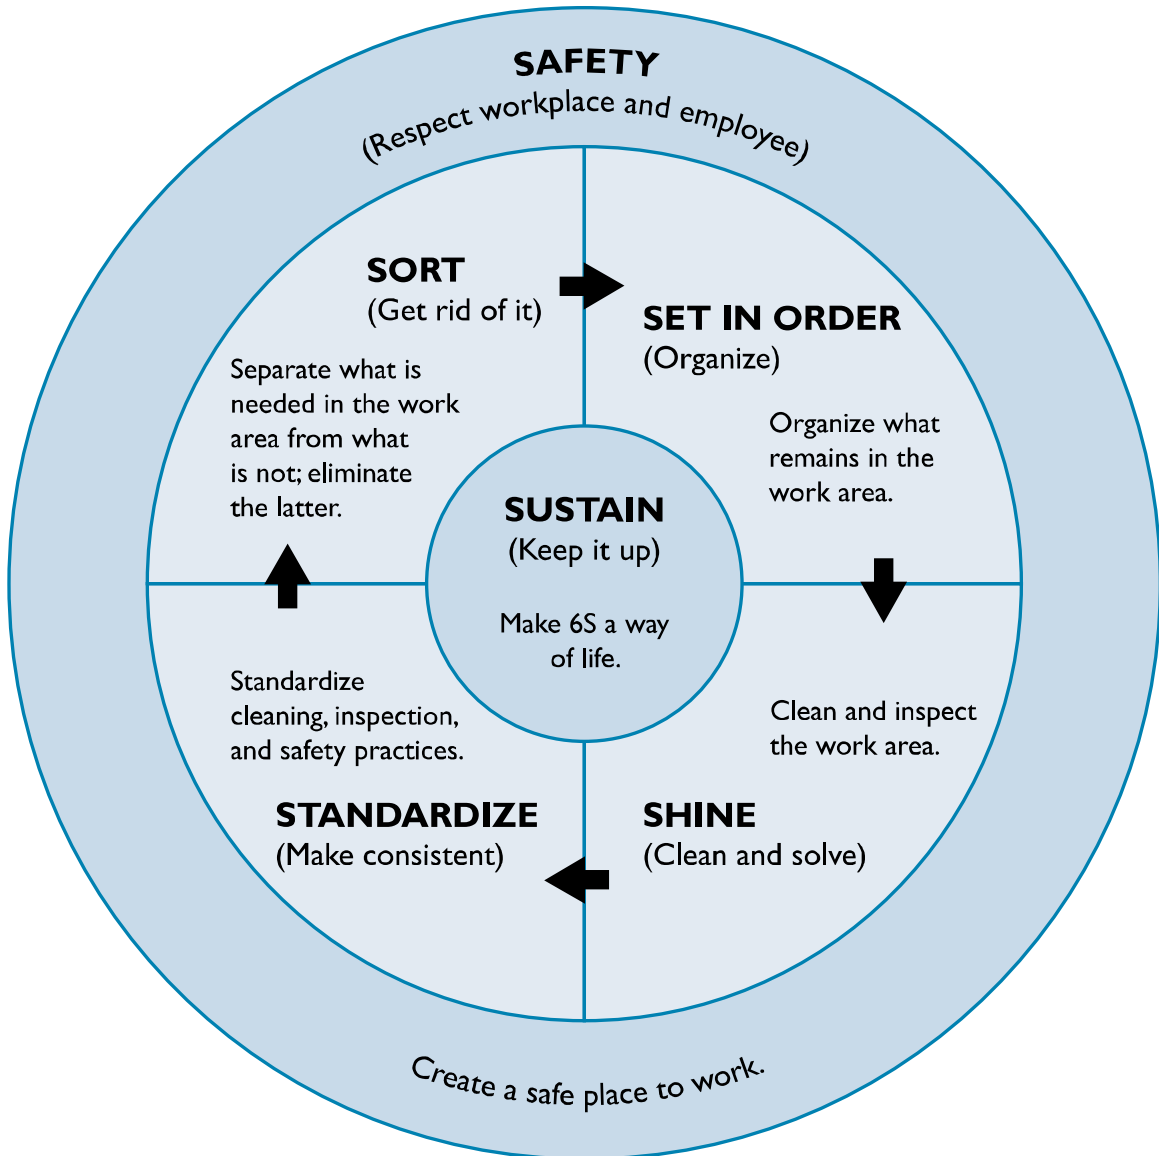 SAFETY
(Respect workplace and employee)
SORT
(Get rid of it)
Separate what is
needed in the work
area from what
is not; eliminate
the latter.
SET IN ORDER
(Organize)
Organize what
remains in the
work area.
SUSTAIN
(Keep it up)
Make 6S a way
of life.
Standardize
cleaning, inspection,
and safety practices.
STANDARDIZE
(Make consistent)
Clean and inspect
the work area.
SHINE
(Clean and solve)
Create a safe place to work.